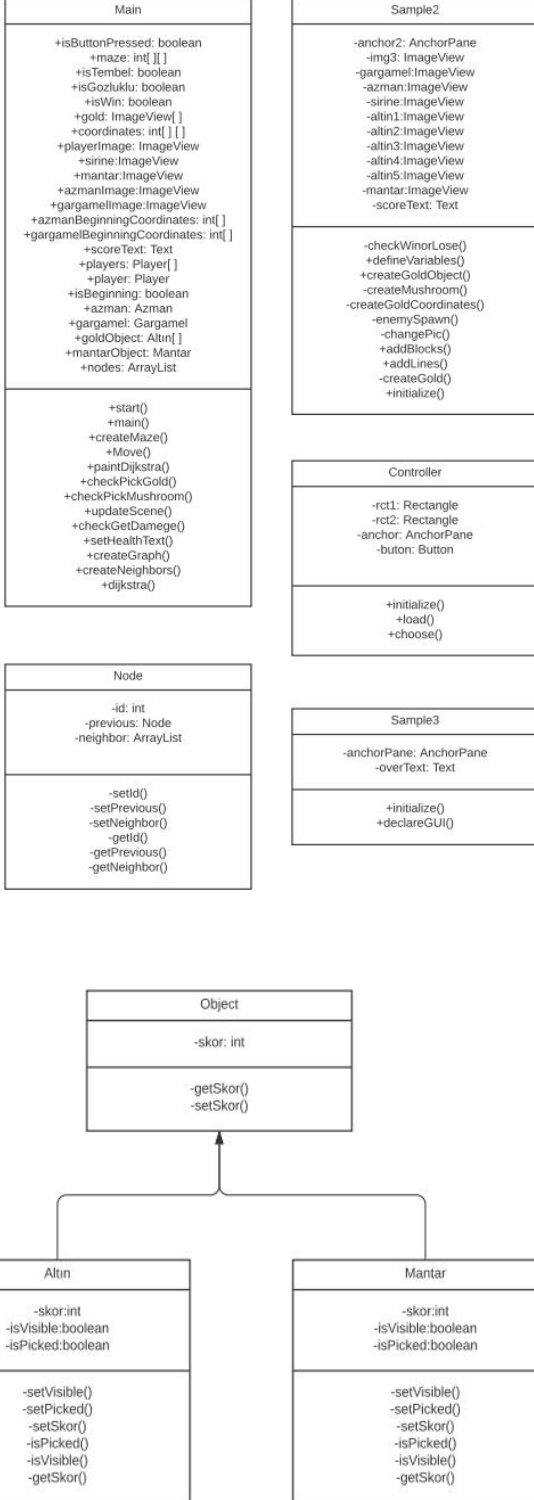 Main
+isButtonPressed: boolean
+maze: int[ ][ ]
+isTembel: boolean
+isGozluklu: boolean
+isWin: boolean
+gold: ImageView[ ]
+coordinates: int[ ] [ ]
+playerImage: ImageView
+sirine:ImageView
+mantar:ImageView
+azmanImage:ImageView
+gargamelImage:ImageView
+azmanBeginningCoordinates: int[ ]
+gargamelBeginningCoordinates: int[ ]
+scoreText: Text
+players: Player[ ]
+player: Player
+isBeginning: boolean
+azman: Azman
+gargamel: Gargamel
+goldObject: Altın[ ]
+mantarObject: Mantar
+nodes: ArrayList
+start()
+main()
+createMaze()
+Move()
+paintDijkstra()
+checkPickGold()
+checkPickMushroom()
+updateScene()
+checkGetDamege()
+setHealthText()
+createGraph()
+createNeighbors()
+dijkstra()
Sample2
-anchor2: AnchorPane
-img3: ImageView
-gargamel:ImageView
-azman:ImageView
-sirine:ImageView
-altin1:ImageView
-altin2:ImageView
-altin3:ImageView
-altin4:ImageView
-altin5:ImageView
-mantar:ImageView
-scoreText: Text
-checkWinorLose()
+defineVariables()
+createGoldObject()
-createMushroom()
-createGoldCoordinates()
-enemySpawn()
-changePic()
+addBlocks()
+addLines()
-createGold()
+initialize()
Controller
-rct1: Rectangle
-rct2: Rectangle
-anchor: AnchorPane
-buton: Button
+initialize()
+load()
+choose()
Node
-id: int
-previous: Node
-neighbor: ArrayList
-setId()
-setPrevious()
-setNeighbor()
-getId()
-getPrevious()
-getNeighbor()
Sample3
-anchorPane: AnchorPane
-overText: Text
+initialize()
+declareGUI()
Object
-skor: int
-getSkor()
-setSkor()
Altın
-skor:int
-isVisible:boolean
-isPicked:boolean
-setVisible()
-setPicked()
-setSkor()
-isPicked()
-isVisible()
-getSkor()
Mantar
-skor:int
-isVisible:boolean
-isPicked:boolean
-setVisible()
-setPicked()
-setSkor()
-isPicked()
-isVisible()
-getSkor()